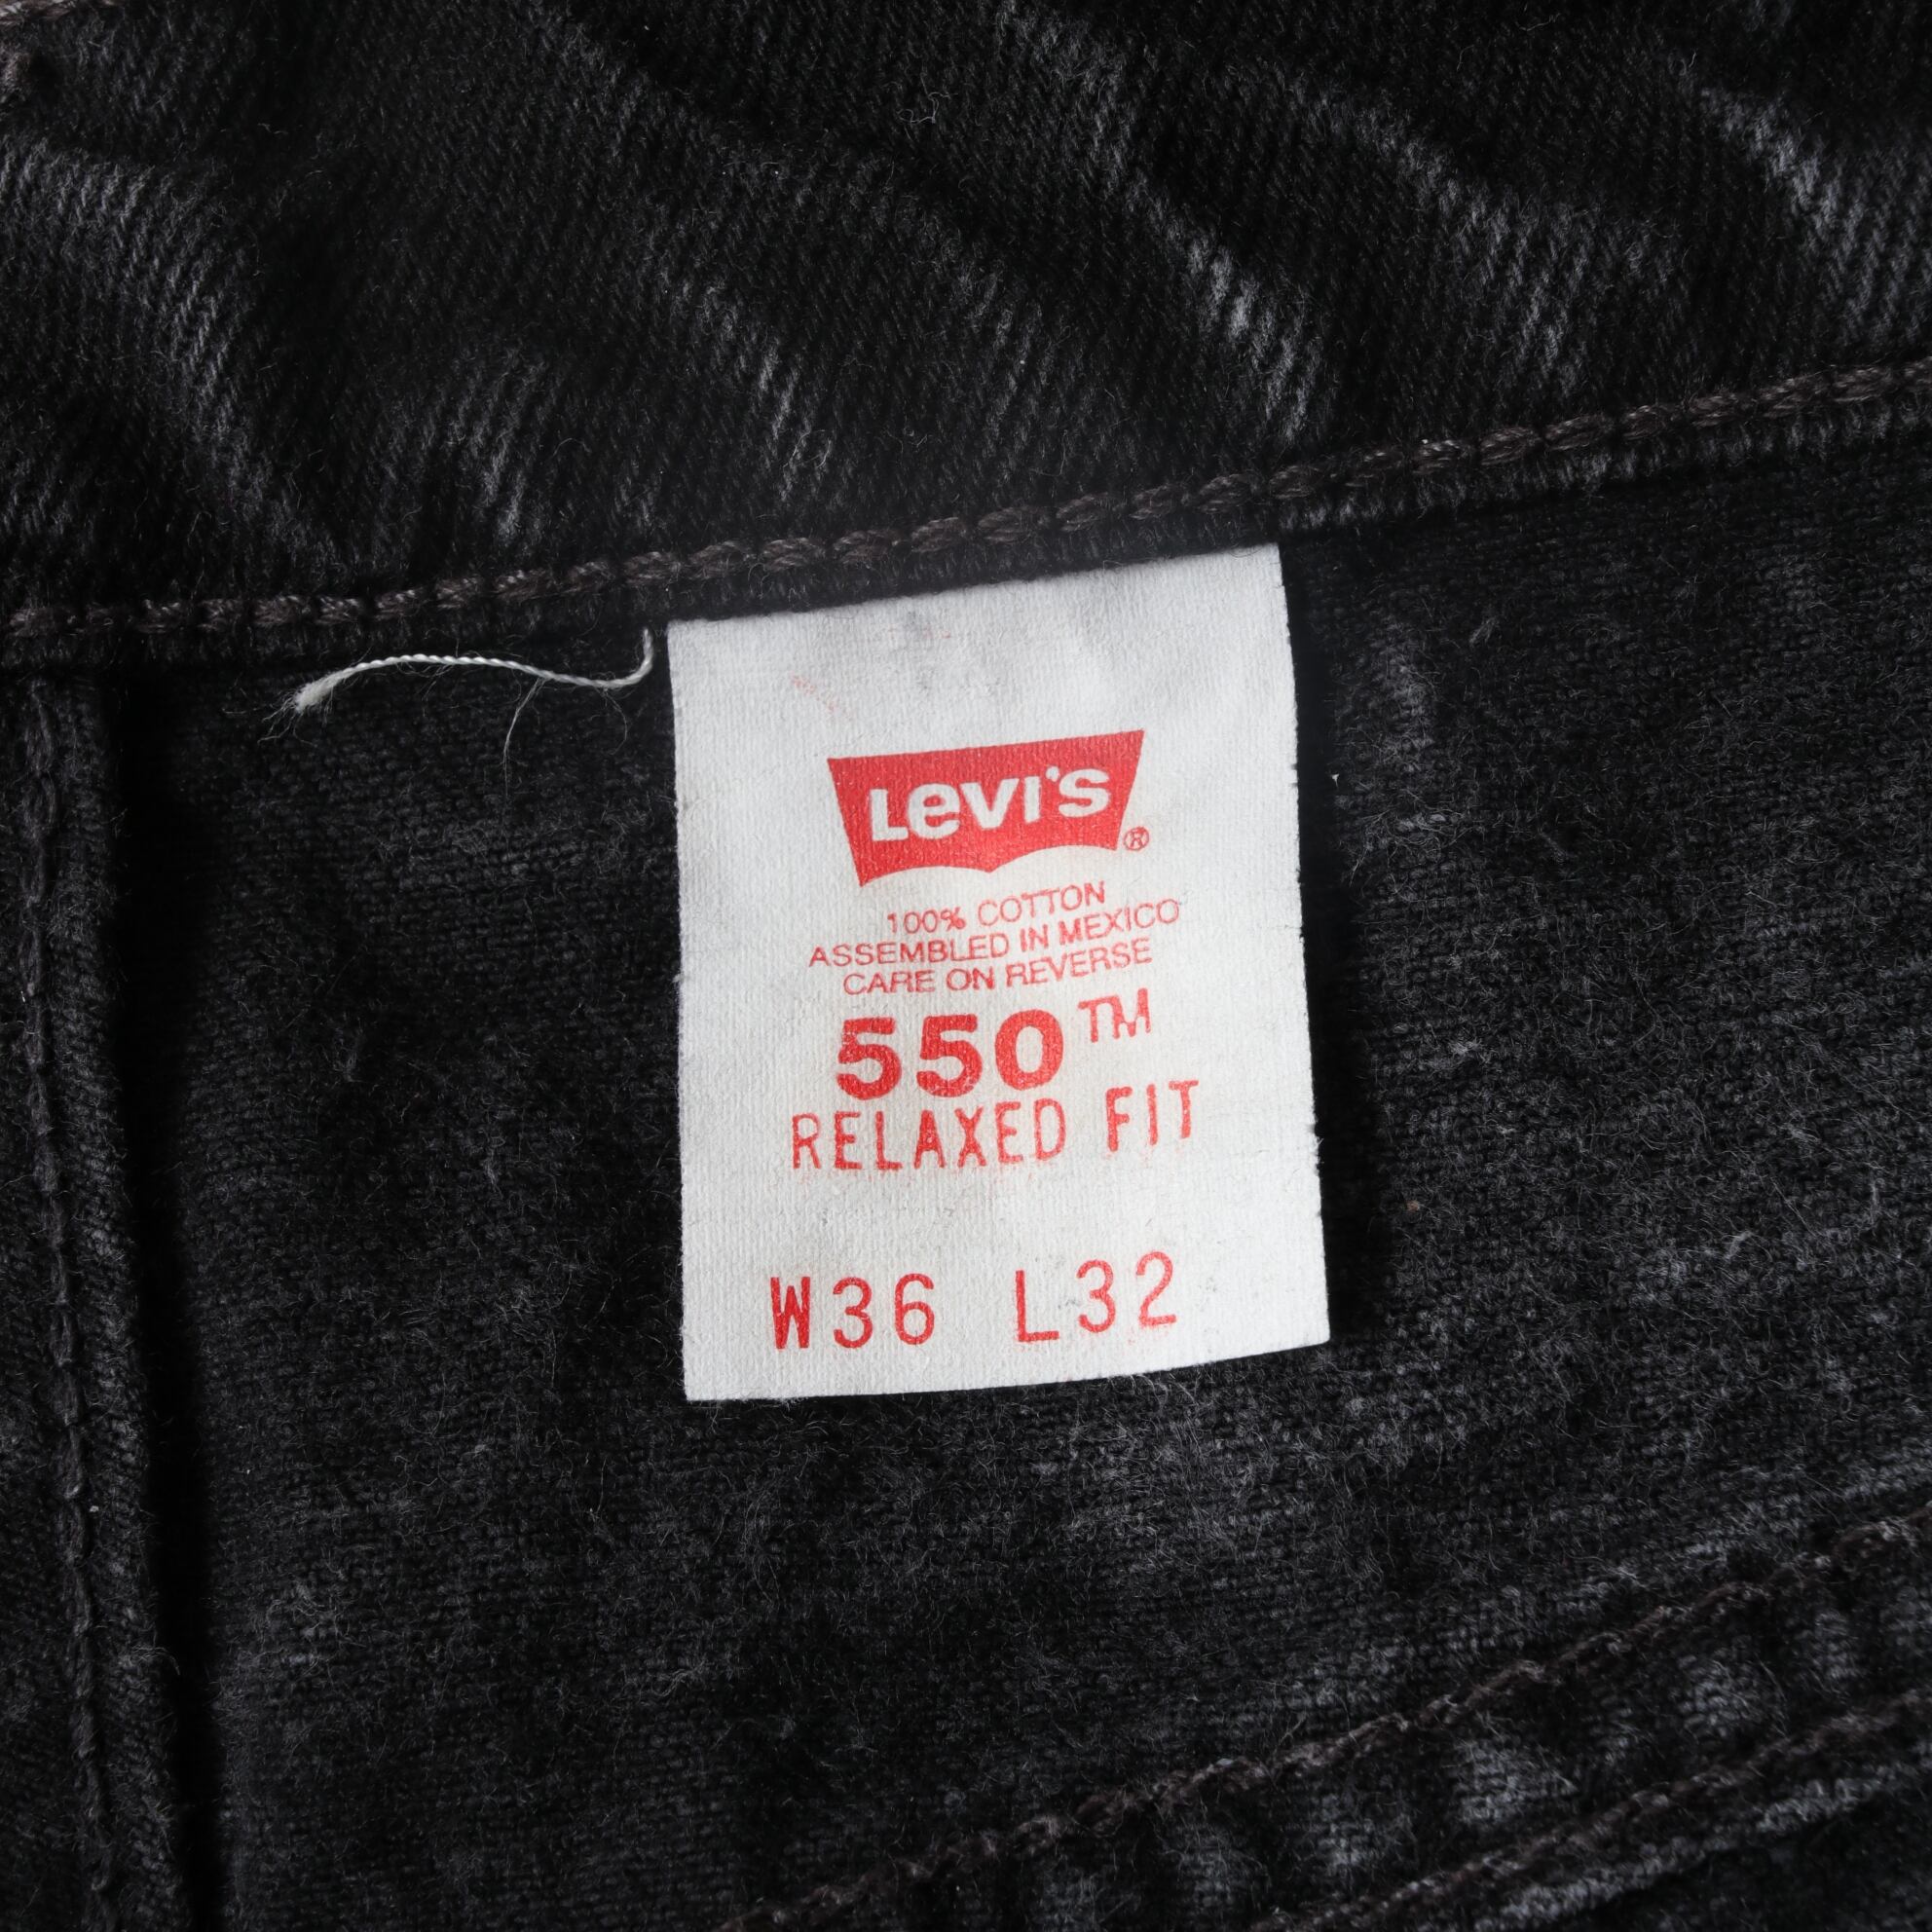 Levi's ®
100% COTTON
ASSEMBLED IN MEXICO
CARE ON REVERSE
550™
RELAXED FIT
W36 L32